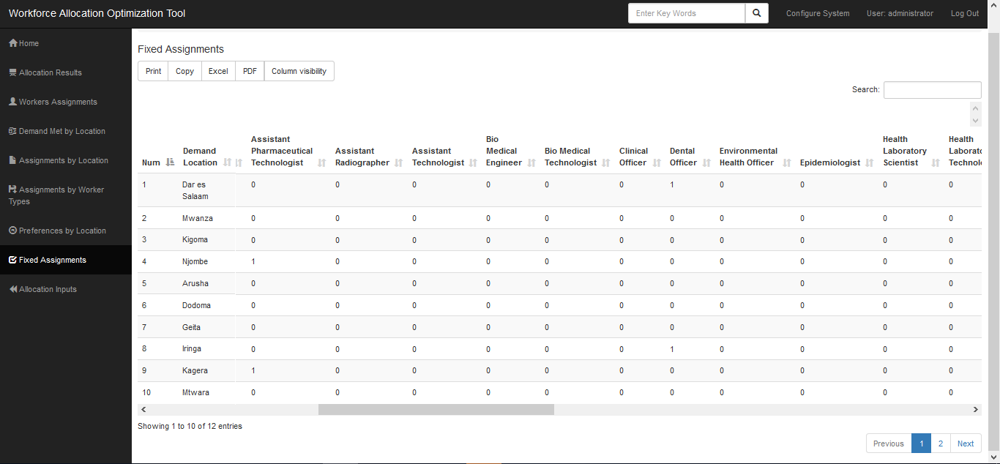 Workforce Allocation Optimization Tool
Enter Key Words
Configure System
User: administrator
Log Out
Home
Allocation Results
Workers Assignments
Demand Met by Location
Assignments by Location
Assignments by Worker
Types
Preferences by Location
Fixed Assignments
Allocation Inputs
Fixed Assignments
Print Copy Excel PDF Column visibility
Search:
Num
Demand
Location
Assistant
Pharmaceutical
Technologist
Assistant
Radiographer
Assistant
Technologist
Bio
Medical
Engineer
Bio Medical
Technologist
Clinical
Officer
Dental
Officer
Environmental
Health Officer
Epidemiologist
Health
Laboratory
Scientist
Health
Laborato
Technol
1 Dar es 0 0 0 0 0 0 1 0 0 0 0
Salaam
2 Mwanza 0 0 0 0 0 0 0 0 0 0 0
3 Kigoma 0 0 0 0 0 0 0 0 0 0 0
4 Njombe 1 0 0 0 0 0 0 0 0 0 0
5 Arusha 0 0 0 0 0 0 0 0 0 0 0
6 Dodoma 0 0 0 0 0 0 0 0 0 0 0
7 Geita 0 0 0 0 0 0 0 0 0 0 0
8 Iringa 0 0 0 0 0 0 1 0 0 0 0
9 Kagera 1 0 0 0 0 0 0 0 0 0 0
10 Mtwara 0 0 0 0 0 0 0 0 0 0 0
Showing 1 to 10 of 12 entries
Previous 1 2 Next